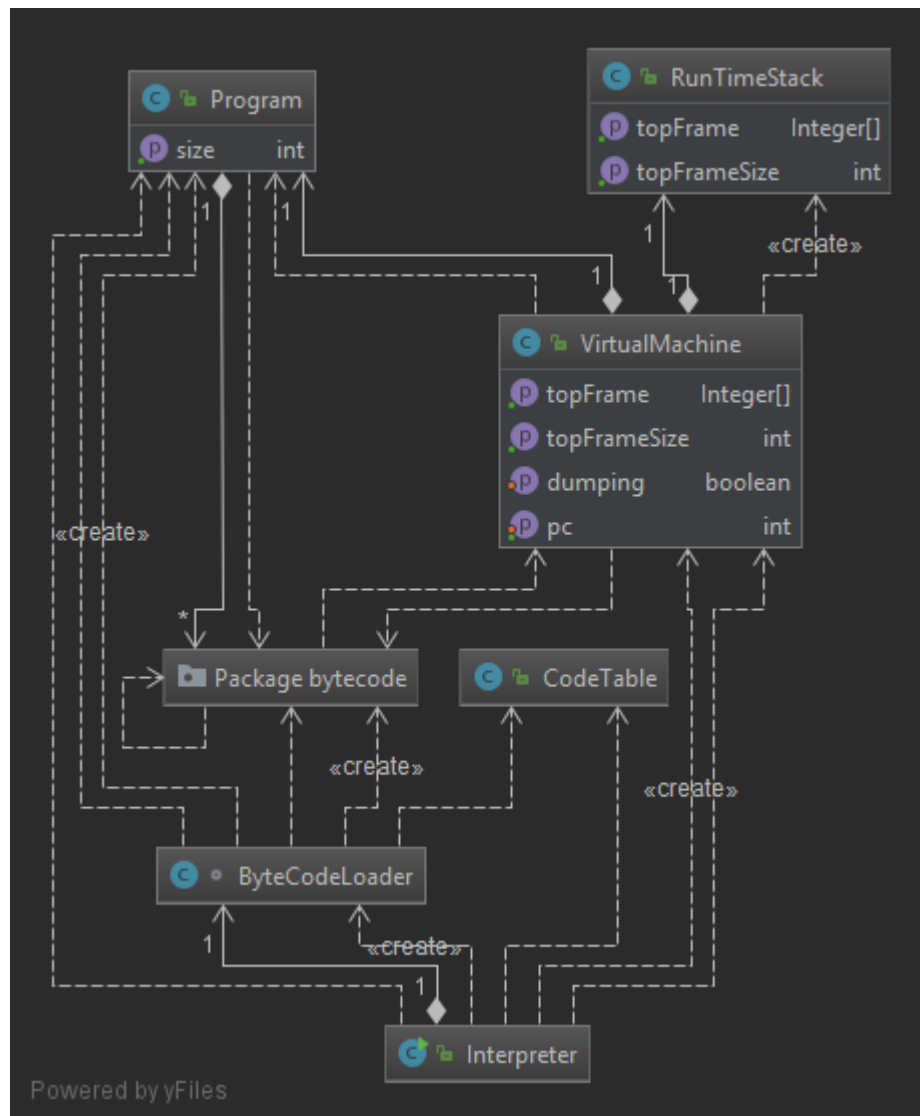 RunTimeStack
topFrame Integer[]
topFrameSize int
Program
size int
1
1
1
«create»
1
1
VirtualMachine
topFrame Integer[]
topFrameSize int
dumping boolean
pc int
«create»
*
Package bytecode
CodeTable
«create»
«create»
ByteCodeLoader
1
«create»
1
Interpreter
Powered by yFiles